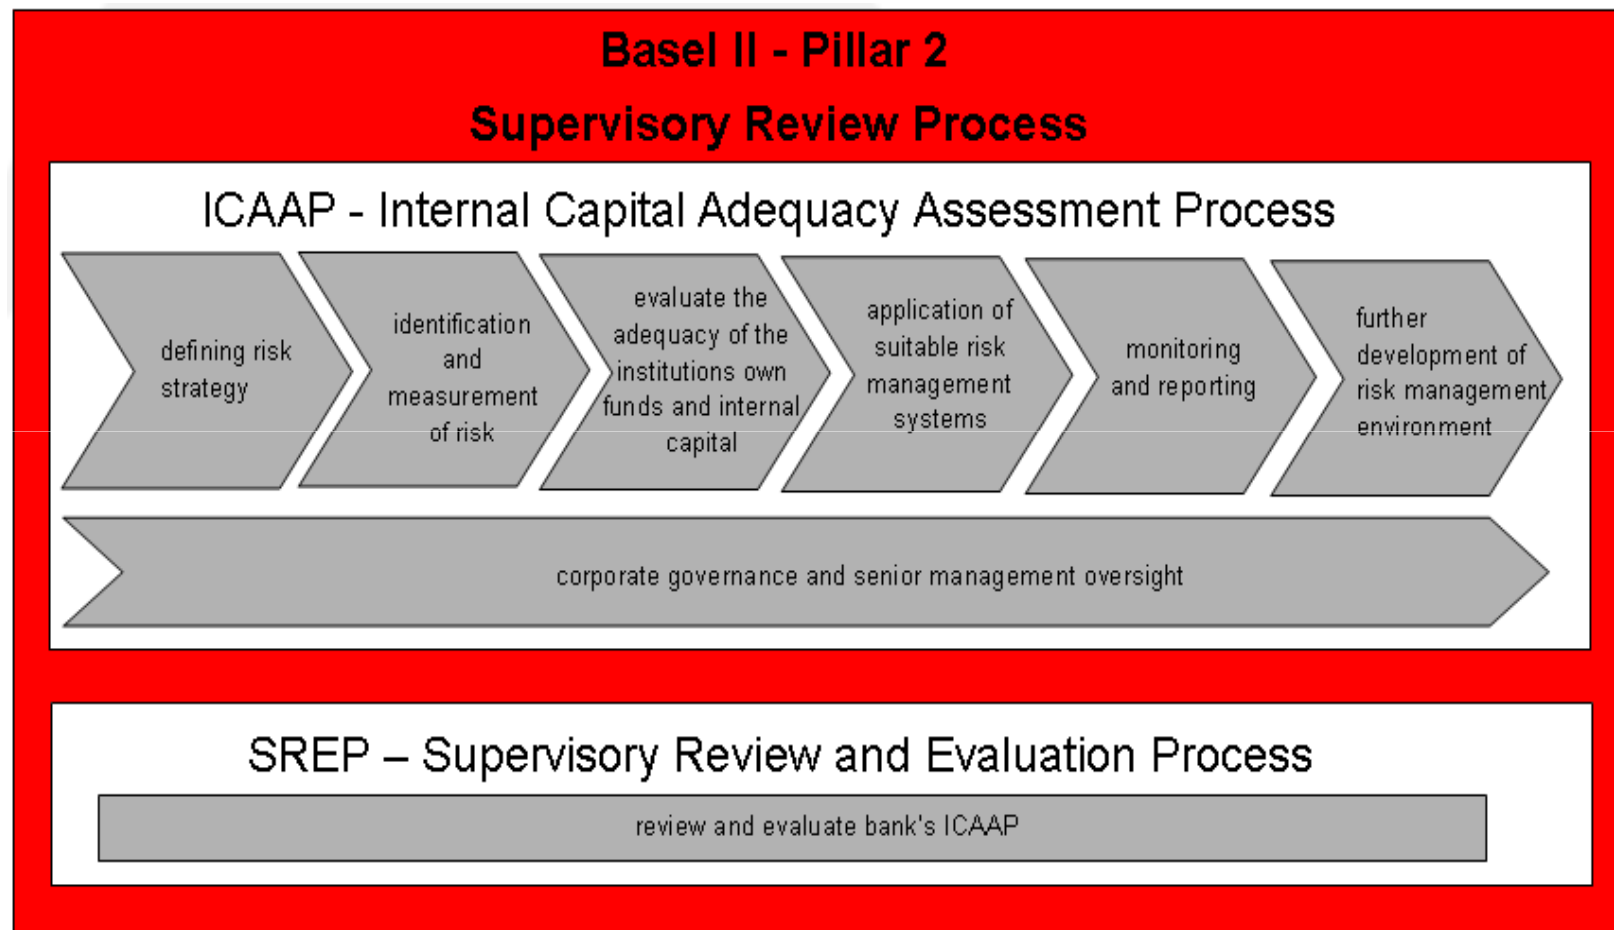 Basel II - Pillar 2
Supervisory Review Process
ICAAP - Internal Capital Adequacy Assessment Process
defining risk
strategy
identification
and
measurement
of risk
evaluate the
adequacy of the
institutions own
funds and internal
capital
application of
suitable risk
management
systems
monitoring
and reporting
further
development of
risk management
environment
corporate governance and senior management oversight
SREP – Supervisory Review and Evaluation Process
review and evaluate bank's ICAAP